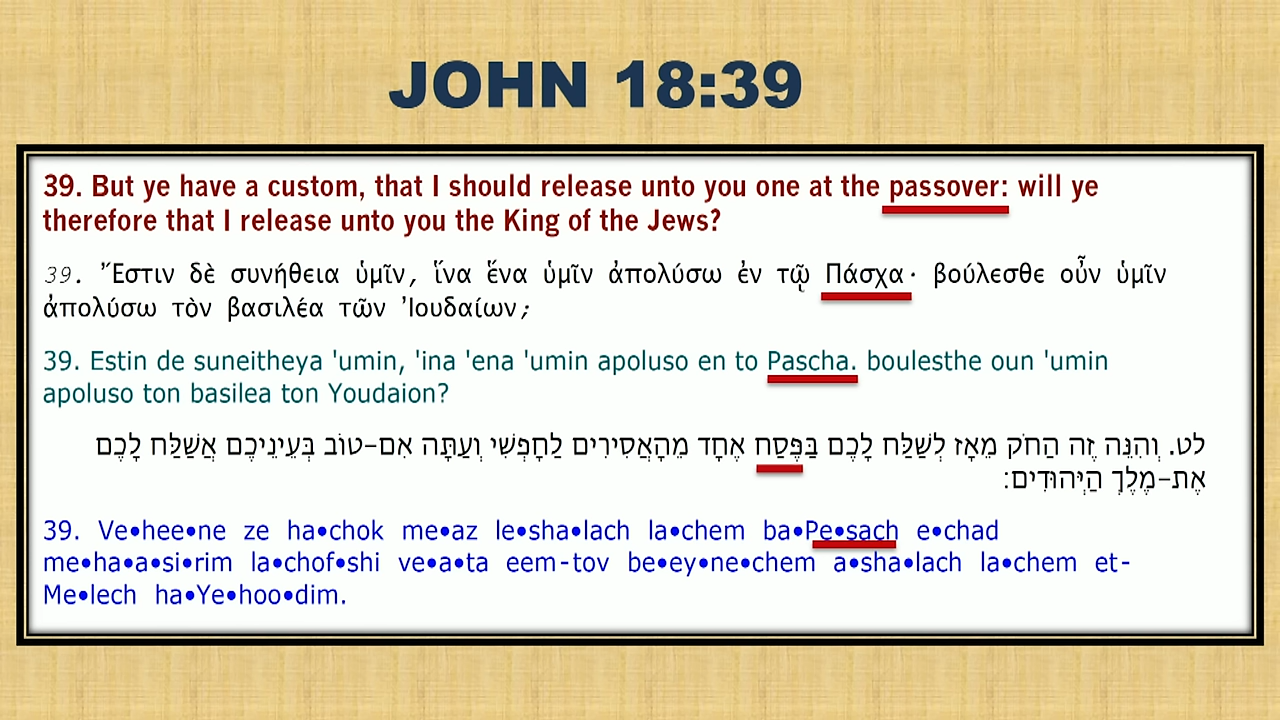 JOHN 18:39
39. But ye have a custom, that I should release unto you one at the passover: will ye
therefore that I release unto you the King of the Jews?
39. Ἔστιν δὲ συνήθεια ὑμῖν, ἵνα ἕνα ὑμῖν ἀπολύσω ἐν τῷ Πάσχα· βούλεσθε οὖν ὑμῖν
ἀπολύσω τὸν βασιλέα τῶν Ἰουδαίων;
39. Estin de suneitheya 'umin, 'ina 'ena 'umin apoluso en to Pascha. boulesthe oun 'umin
apoluso ton basilea ton Youdaion?
לט. וְהִנֵּה זֶה הַחֹק מֵאָז לְשַׁלַּח לָכֶם בַּפֶּסַח אֶחָד מֵהָאֲסִירִים לַחָפְשִׁי וְעַתָּה אִם-טוֹב בְּעֵינֵיכֶם אֲשַׁלַּח לָכֶם
אֶת-מֶלֶךְ הַיְּהוּדִים:
39. Ve•hee•ne ze ha•chok me•az le•sha•lach la•chem ba•Pe•sach e•chad
me•ha•a•si•rim la•chof•shi ve•a•ta eem-tov be•ey•ne•chem a•sha•lach la•chem et-
Me•lech ha•Ye•hoo•dim.